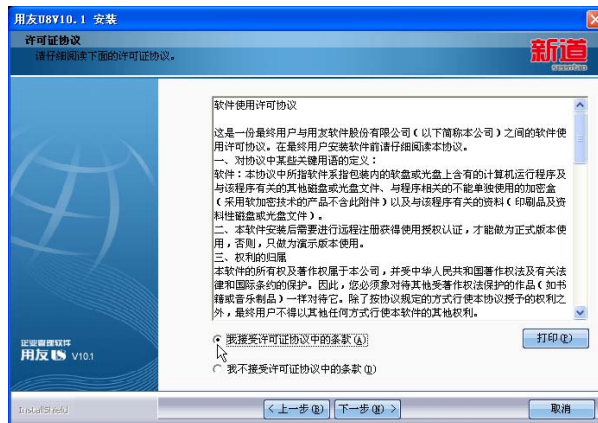 用友U8V10.1 安装
许可证协议
请仔细阅读下面的许可证协议。
新道
seentao
软件使用许可协议
这是一份最终用户与用友软件股份有限公司(以下简称本公司)之间的软件使
用许可协议。在最终用户安装软件前请仔细阅读本协议。
一、对协议中某些关键用语的定义:
软件:本协议中所指软件系指包装内的软盘或光盘上含有的计算机运行程序及
与该程序有关的其他磁盘或光盘文件、与程序相关的不能单独使用的加密盒
(采用软加密技术的产品不含此附件)以及与该程序有关的资料(印刷品及资
料性磁盘或光盘文件)。
二、本软件安装后需要进行远程注册获得使用授权认证,才能做为正式版本使
用,否则,只做为演示版本使用。
三、权利的归属
本软件的所有权及著作权属于本公司,并受中华人民共和国著作权法及有关法
律和国际条约的保护。因此,您必须象对待其他受著作权法保护的作品(如书
籍或音乐制品)一样对待它。除了按协议规定的方式行使本协议授予的权利之
外,最终用户不得以其他任何方式行使本软件的其他权利。
我接受许可证协议中的条款(A)
打印(P)
我不接受许可证协议中的条款(D)
企业管理软件
用友 U8 V10.1
InstallShield
< 上一步(B)
下一步(N) >
取消